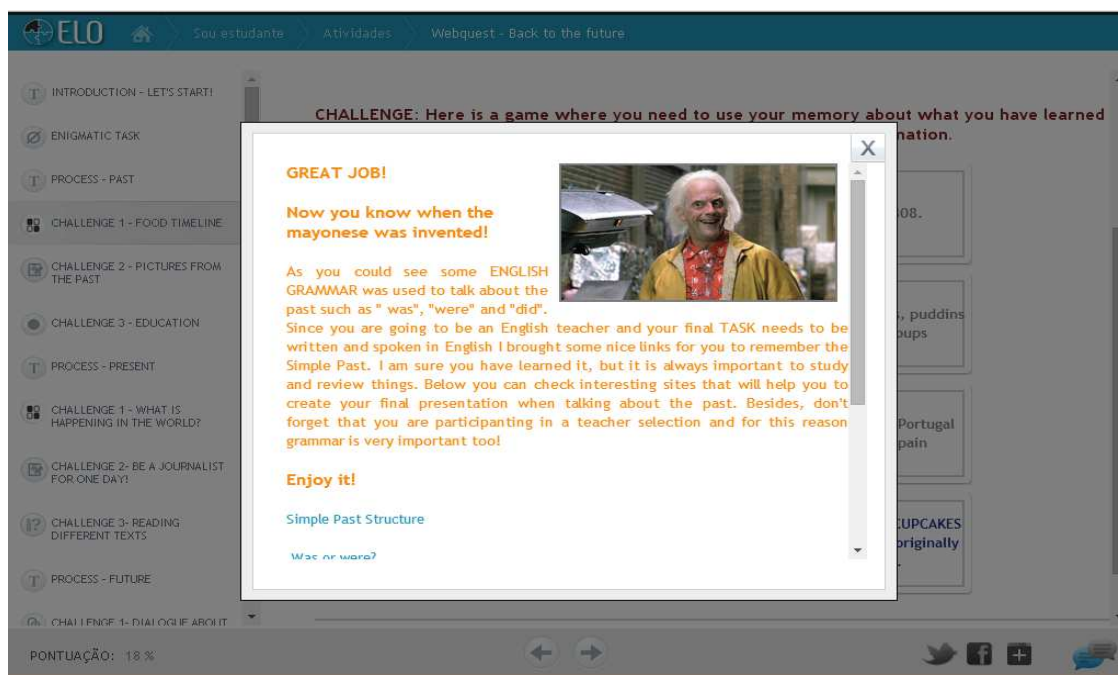 ELO
Sou estudante
Atividades
Webquest - Back to the future
INTRODUCTION - LET'S START!
ENIGMATIC TASK
PROCESS - PAST
CHALLENGE 1 - FOOD TIMELINE
CHALLENGE 2 - PICTURES FROM
THE PAST
CHALLENGE 3 - EDUCATION
PROCESS - PRESENT
CHALLENGE 1 - WHAT IS
HAPPENING IN THE WORLD?
CHALLENGE 2- BE A JOURNALIST
FOR ONE DAY!
CHALLENGE 3- READING
DIFFERENT TEXTS
PROCESS - FUTURE
CHALLENGE 1- DIALOGUE ABOUT
CHALLENGE: Here is a game where you need to use your memory about what you have learned
X
GREAT JOB!
Now you know when the
mayonese was invented!
As you could see some ENGLISH
GRAMMAR was used to talk about the
past such as " was", "were" and "did".
Since you are going to be an English teacher and your final TASK needs to be
written and spoken in English I brought some nice links for you to remember the
Simple Past. I am sure you have learned it, but it is always important to study
and review things. Below you can check interesting sites that will help you to
create your final presentation when talking about the past. Besides, don't
forget that you are participanting in a teacher selection and for this reason
grammar is very important too!
Enjoy it!
Simple Past Structure
Was or were?
, puddins
Portugal
CUPCAKES
originally
PONTUAÇÃO: 18 %